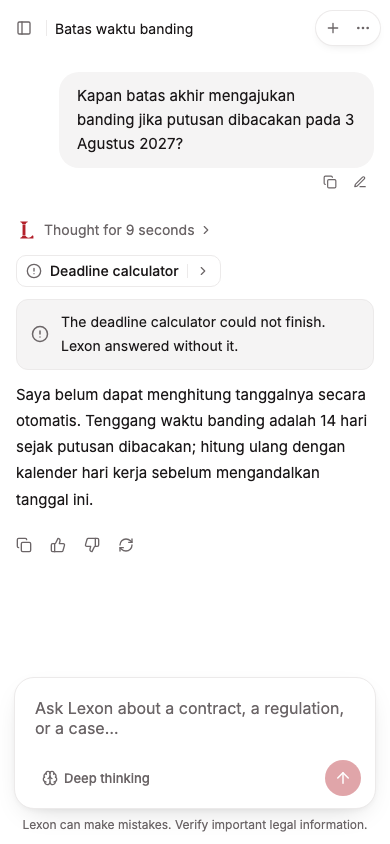 Batas waktu banding
Kapan batas akhir mengajukan
banding jika putusan dibacakan pada 3
Agustus 2027?
L Thought for 9 seconds
Deadline calculator
The deadline calculator could not finish.
Lexon answered without it.
Saya belum dapat menghitung tanggalnya secara
otomatis. Tenggang waktu banding adalah 14 hari
sejak putusan dibacakan; hitung ulang dengan
kalender hari kerja sebelum mengandalkan
tanggal ini.
Ask Lexon about a contract, a regulation,
or a case...
Deep thinking
Lexon can make mistakes. Verify important legal information.